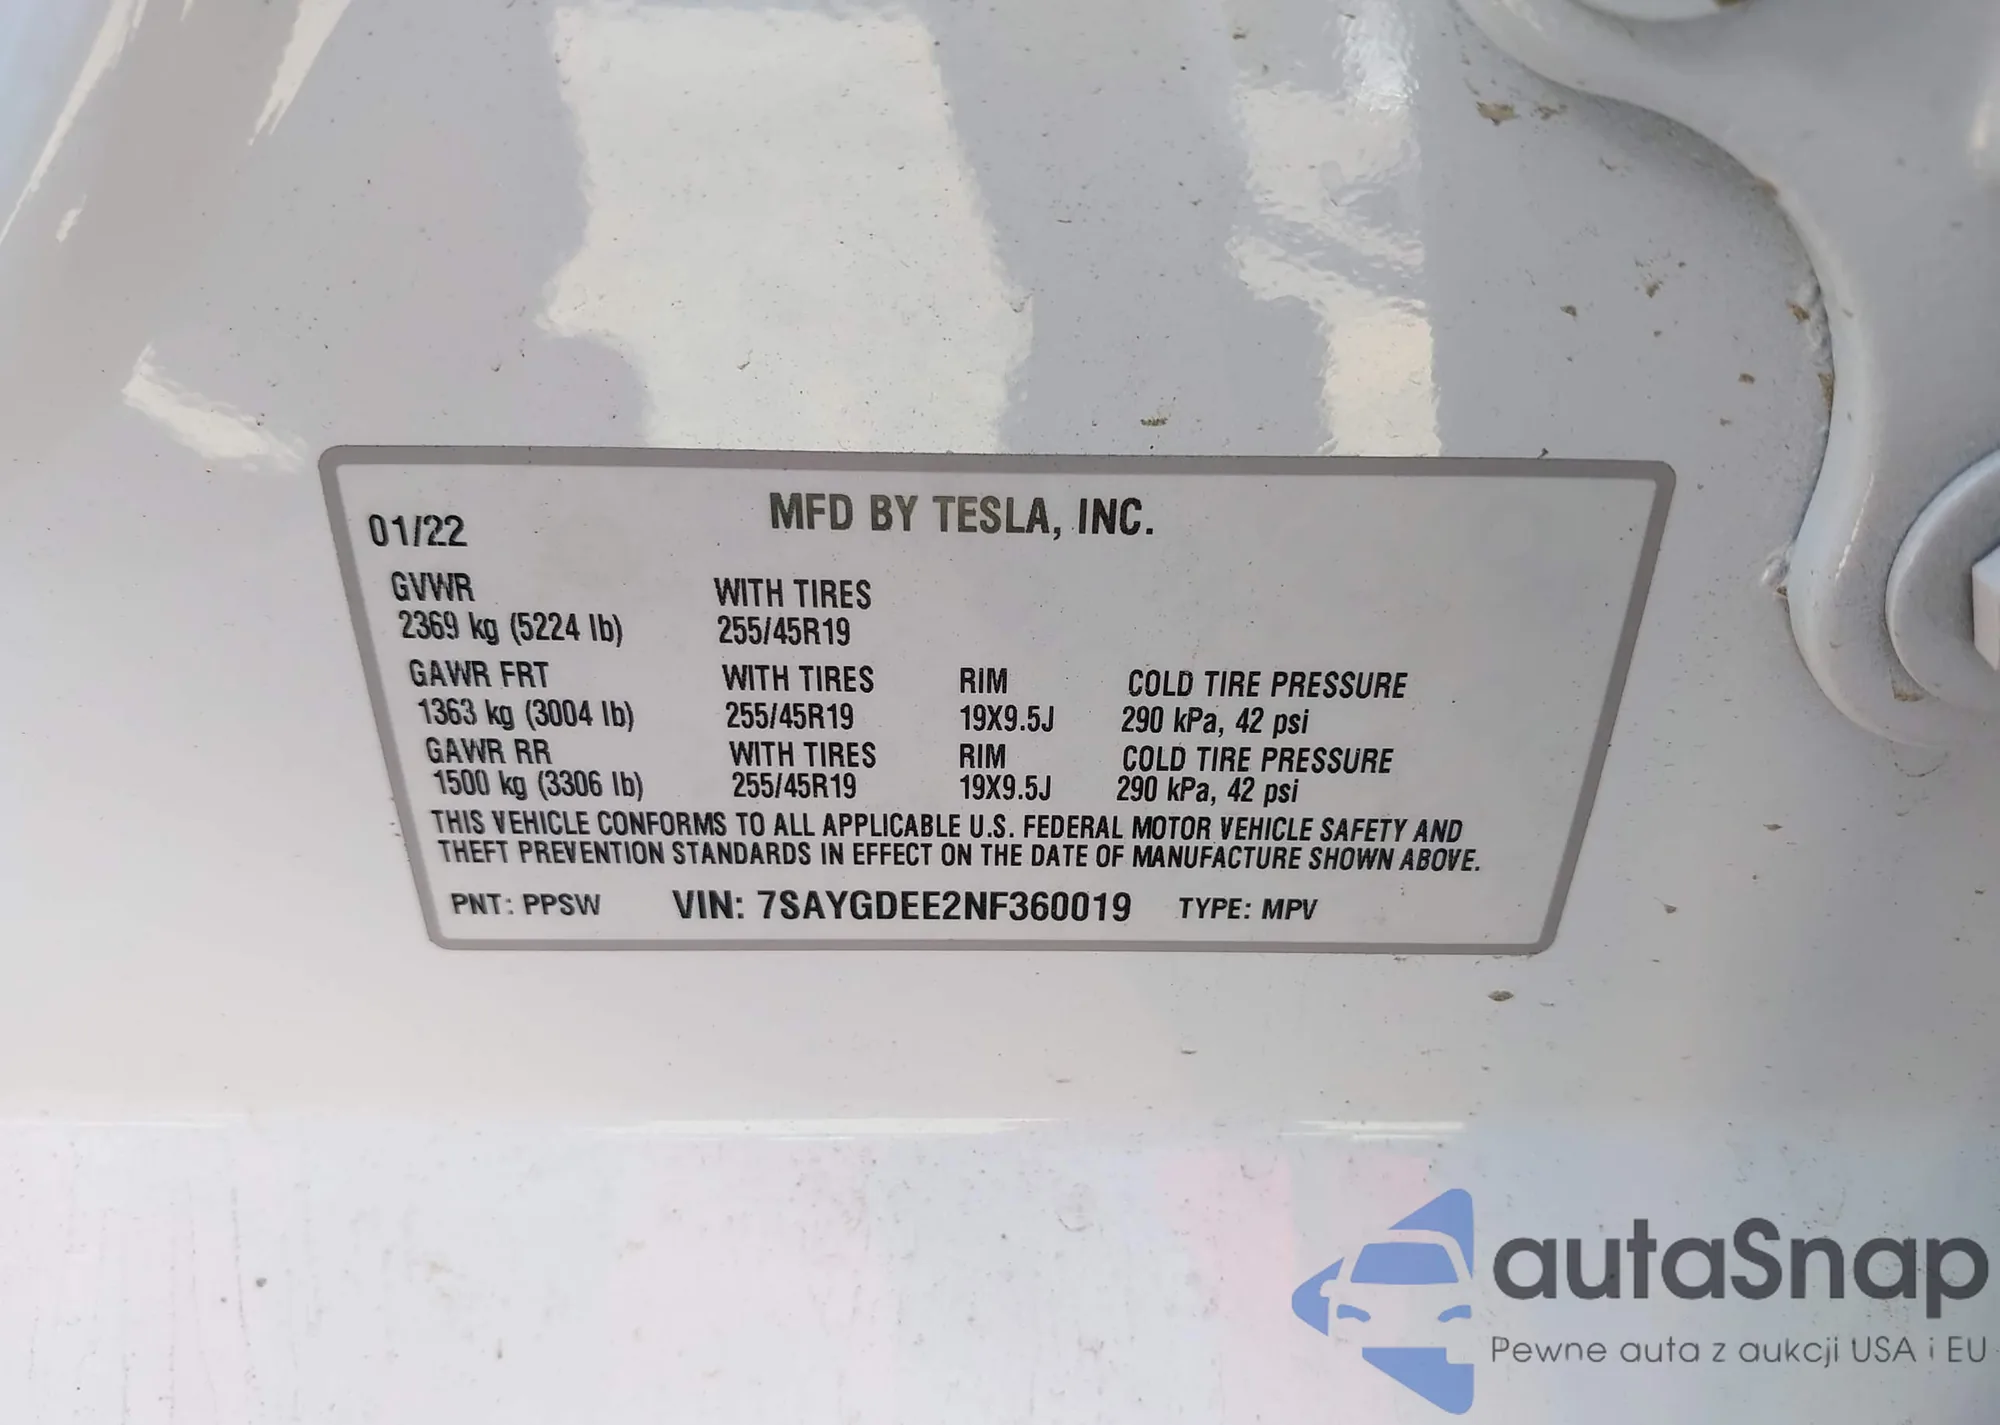 01/22 MFD BY TESLA, INC.
GVWR WITH TIRES
2369 kg (5224 lb) 255/45R19
GAWR FRT WITH TIRES RIM COLD TIRE PRESSURE
1363 kg (3004 lb) 255/45R19 19X9.5J 290 kPa, 42 psi
GAWR RR WITH TIRES RIM COLD TIRE PRESSURE
1500 kg (3306 lb) 255/45R19 19X9.5J 290 kPa, 42 psi
THIS VEHICLE CONFORMS TO ALL APPLICABLE U.S. FEDERAL MOTOR VEHICLE SAFETY AND
THEFT PREVENTION STANDARDS IN EFFECT ON THE DATE OF MANUFACTURE SHOWN ABOVE.
PNT: PPSW VIN: 7SAYGDEE2NF360019 TYPE: MPV
autaSnap
Pewne auta z aukcji USA i EU